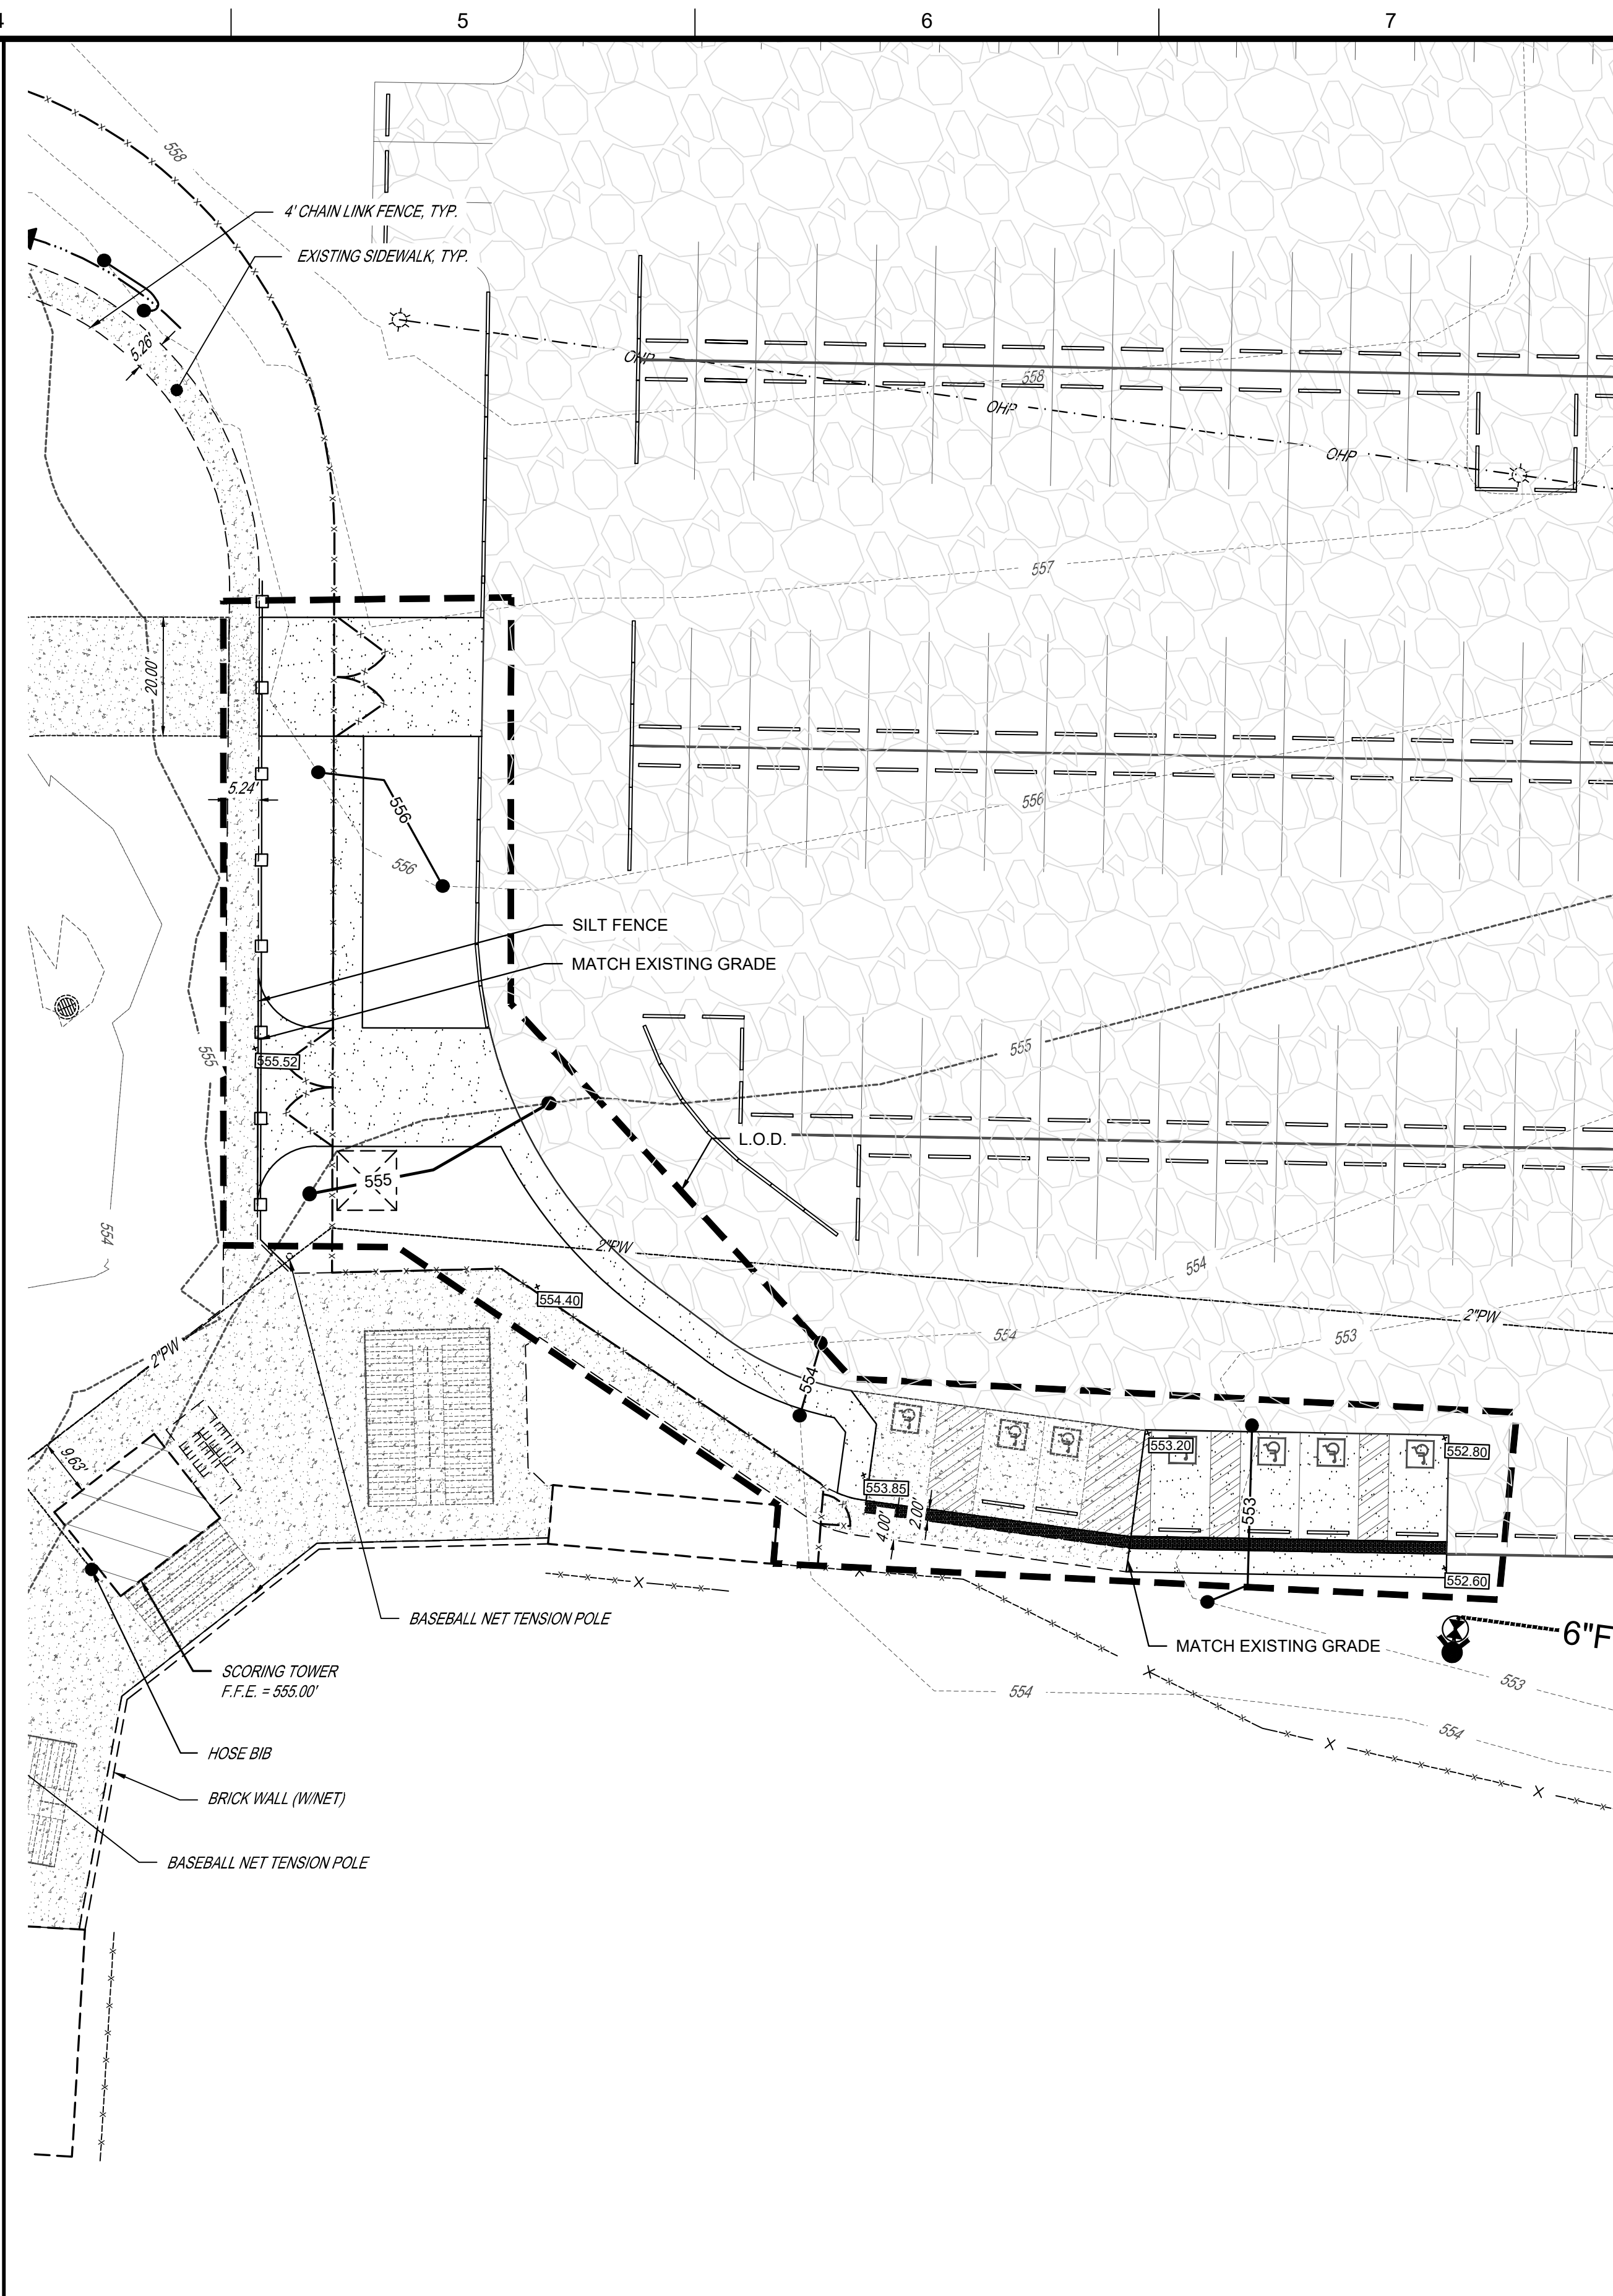 4
5
6
7
558
4' CHAIN LINK FENCE, TYP.
EXISTING SIDEWALK, TYP.
5.26'
OHP
558
OHP
OHP
557
20.00'
5.24'
556
556
556
SILT FENCE
MATCH EXISTING GRADE
555
555.52
555
L.O.D.
555
554
2"PW
554
554.40
2"PW
554
553
2"PW
554
9.63'
553.20
552.80
553.85
4.00'
2.00'
553
552.60
BASEBALL NET TENSION POLE
MATCH EXISTING GRADE
6"F
SCORING TOWER
F.F.E. = 555.00'
554
553
554
HOSE BIB
BRICK WALL (W/NET)
BASEBALL NET TENSION POLE